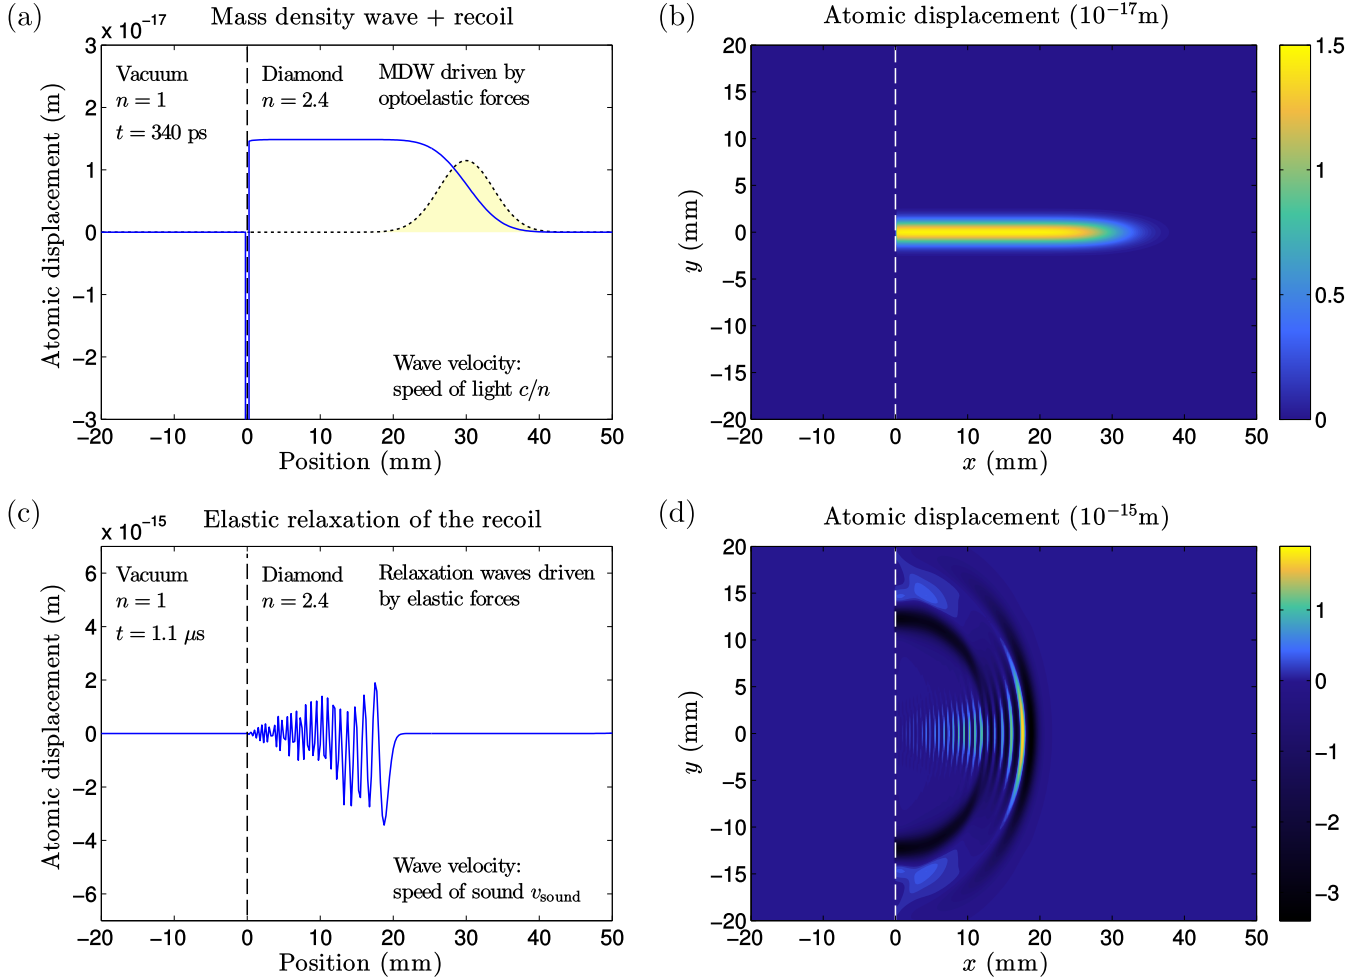 (a)
Mass density wave + recoil
x 10⁻¹⁷
3
2
1
0
−1
−2
−3
Atomic displacement (m)
Vacuum
n = 1
t = 340 ps
Diamond
n = 2.4
MDW driven by
optoelastic forces
Wave velocity:
speed of light c/n
−20 −10 0 10 20 30 40 50
Position (mm)
(b)
Atomic displacement (10⁻¹⁷m)
20
15
10
5
0
−5
−10
−15
−20
y (mm)
−20 −10 0 10 20 30 40 50
x (mm)
1.5
1
0.5
0
(c)
Elastic relaxation of the recoil
x 10⁻¹⁵
6
4
2
0
−2
−4
−6
Atomic displacement (m)
Vacuum
n = 1
t = 1.1 μs
Diamond
n = 2.4
Relaxation waves driven
by elastic forces
Wave velocity:
speed of sound v_sound
−20 −10 0 10 20 30 40 50
Position (mm)
(d)
Atomic displacement (10⁻¹⁵m)
20
15
10
5
0
−5
−10
−15
−20
y (mm)
−20 −10 0 10 20 30 40 50
x (mm)
1
0
−1
−2
−3